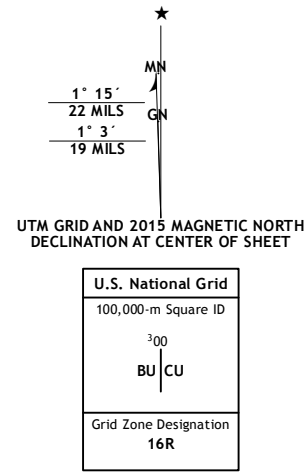 ★
MN
1° 15´
22 MILS
GN
1° 3´
19 MILS
UTM GRID AND 2015 MAGNETIC NORTH
DECLINATION AT CENTER OF SHEET
U.S. National Grid
100,000-m Square ID
³00
BU CU
Grid Zone Designation
16R